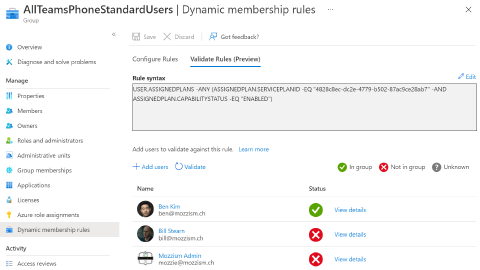 AllTeamsPhoneStandardUsers | Dynamic membership rules ...
Group
Save
Discard
Got feedback?
Overview
Diagnose and solve problems
Manage
Properties
Members
Owners
Roles and administrators
Administrative units
Group memberships
Applications
Licenses
Azure role assignments
Dynamic membership rules
Activity
Access reviews
Configure Rules
Validate Rules (Preview)
Rule syntax
Edit
USER.ASSIGNEDPLANS -ANY (ASSIGNEDPLAN.SERVICEPLANID -EQ "4828c8ec-dc2e-4779-b502-87ac9ce28ab7" -AND
ASSIGNEDPLAN.CAPABILITYSTATUS -EQ "ENABLED")
Add users to validate against this rule. Learn more
Add users
Validate
In group
Not in group
Unknown
Name
Status
Ben Kim
ben@mozzism.ch
View details
Bill Stearn
bill@mozzism.ch
View details
Mozzism Admin
mozzie@mozzism.ch
View details